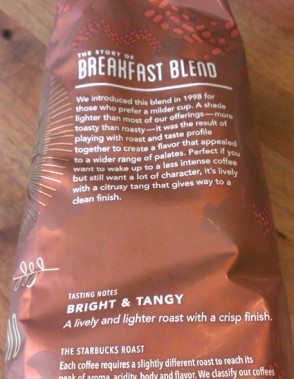 THE STORY OF
BREAKFAST BLEND
We introduced this blend in 1998 for
those who prefer a milder cup. A shade
lighter than most of our offerings—more
toasty than roasty—it was the result of
playing with roast and taste profile
together to create a flavor that appealed
to a wider range of palates. Perfect if you
want to wake up to a less intense coffee
but still want a lot of character, it's lively
with a citrusy tang that gives way to a
clean finish.
TASTING NOTES
BRIGHT & TANGY
A lively and lighter roast with a crisp finish.
THE STARBUCKS ROAST
Each coffee requires a slightly different roast to reach its
peak of aroma, acidity, body and flavor. We classify our coffees